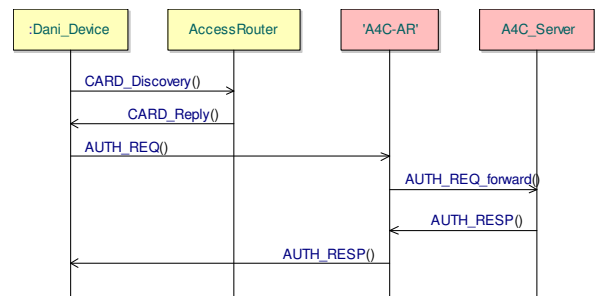 :Dani_Device
AccessRouter
'A4C-AR'
A4C_Server
CARD_Discovery()
CARD_Reply()
AUTH_REQ()
AUTH_REQ_forward()
AUTH_RESP()
AUTH_RESP()